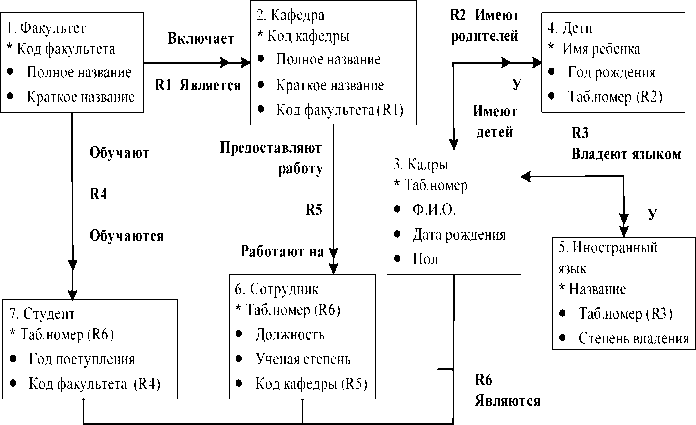 1. Факультет
* Код факультета
● Полное название
● Краткое название
Включает
R1 Является
2. Кафедра
* Код кафедры
● Полное название
● Краткое название
● Код факультета (R1)
R2 Имеют
родителей
У
Имеют
детей
4. Дети
* Имя ребенка
● Год рождения
● Таб.номер (R2)
R3
Владеют языком
У
Обучают
R4
Обучаются
Предоставляют
работу
R5
Работают на
3. Кадры
* Таб.номер
● Ф.И.О.
● Дата рождения
● Пол
5. Иностранный
язык
* Название
● Таб.номер (R3)
● Степень владения
7. Студент
* Таб.номер (R6)
● Год поступления
● Код факультета (R4)
6. Сотрудник
* Таб.номер (R6)
● Должность
● Ученая степень
● Код кафедры (R5)
R6
Являются